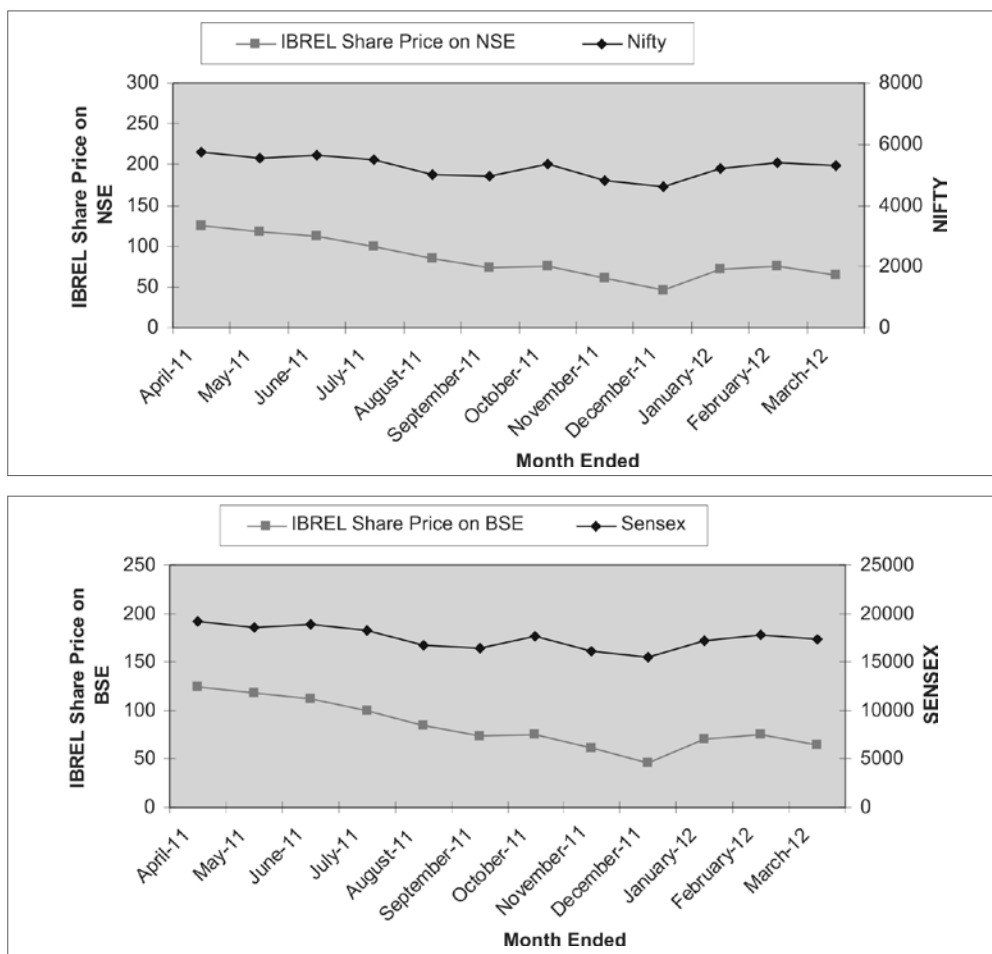 IBREL Share Price on NSE
Nifty
300
250
200
150
100
50
0
IBREL Share Price on
NSE
8000
6000
4000
2000
0
NIFTY
April-11
May-11
June-11
July-11
August-11
September-11
October-11
November-11
December-11
January-12
February-12
March-12
Month Ended
IBREL Share Price on BSE
Sensex
250
200
150
100
50
0
IBREL Share Price on
BSE
25000
20000
15000
10000
5000
0
SENSEX
April-11
May-11
June-11
July-11
August-11
September-11
October-11
November-11
December-11
January-12
February-12
March-12
Month Ended